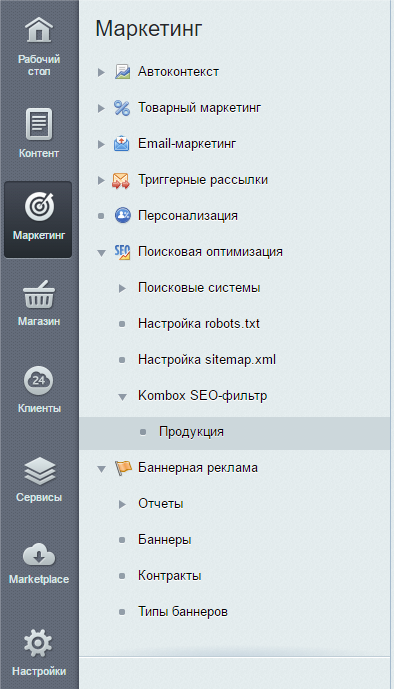 Рабочий
стол
Контент
Маркетинг
Магазин
24
Клиенты
Сервисы
Marketplace
Настройки
Маркетинг
Автоконтекст
Товарный маркетинг
Email-маркетинг
Триггерные рассылки
Персонализация
SEO
Поисковая оптимизация
Поисковые системы
Настройка robots.txt
Настройка sitemap.xml
Kombox SEO-фильтр
Продукция
Баннерная реклама
Отчеты
Баннеры
Контракты
Типы баннеров